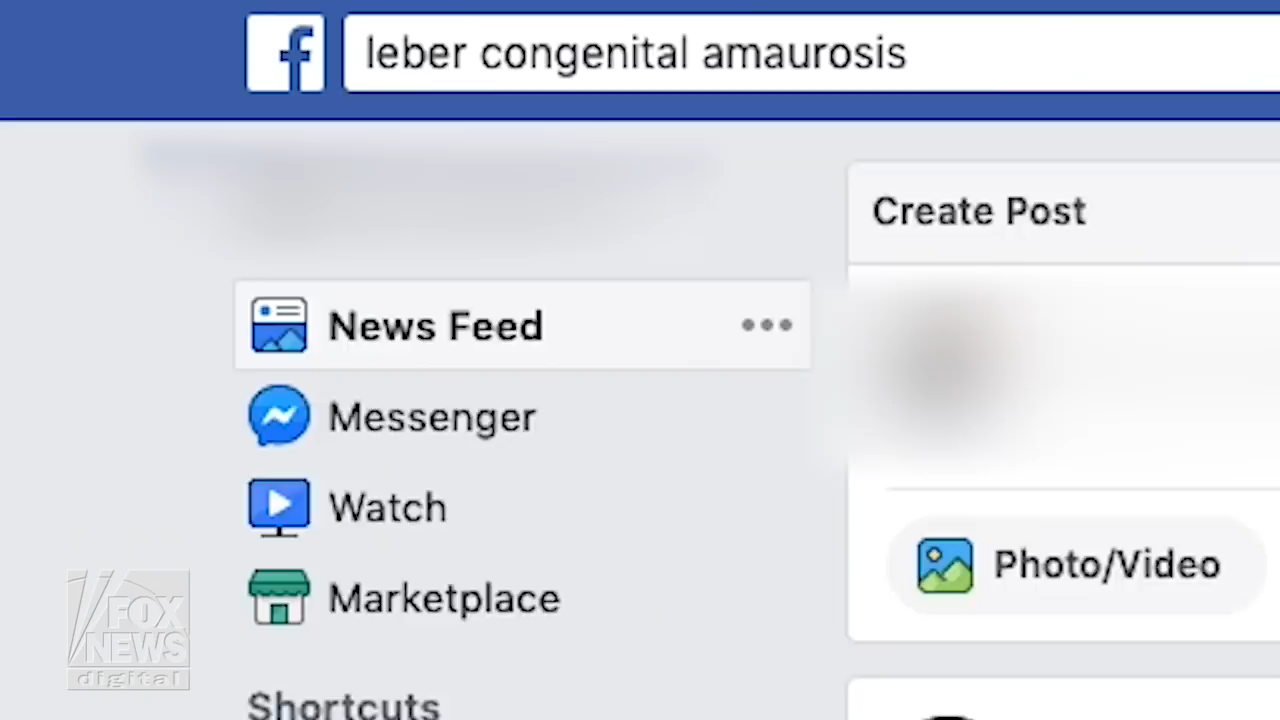 f leber congenital amaurosis
Create Post
News Feed
Messenger
Watch
Photo/Video
Marketplace
Shortcuts
FOX
NEWS
digital